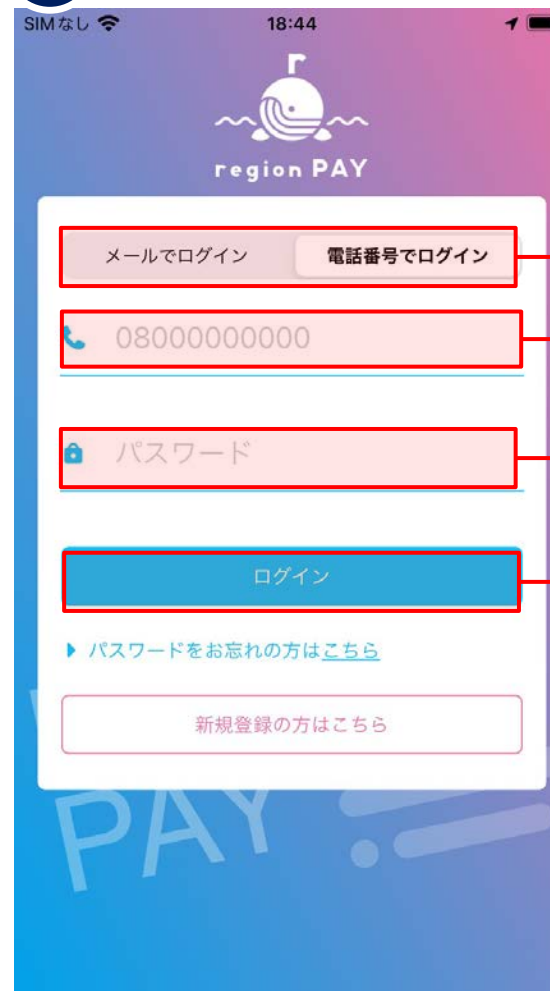 SIMなし 18:44
r
region PAY
メールでログイン 電話番号でログイン
08000000000
パスワード
ログイン
パスワードをお忘れの方はこちら
新規登録の方はこちら
PAY